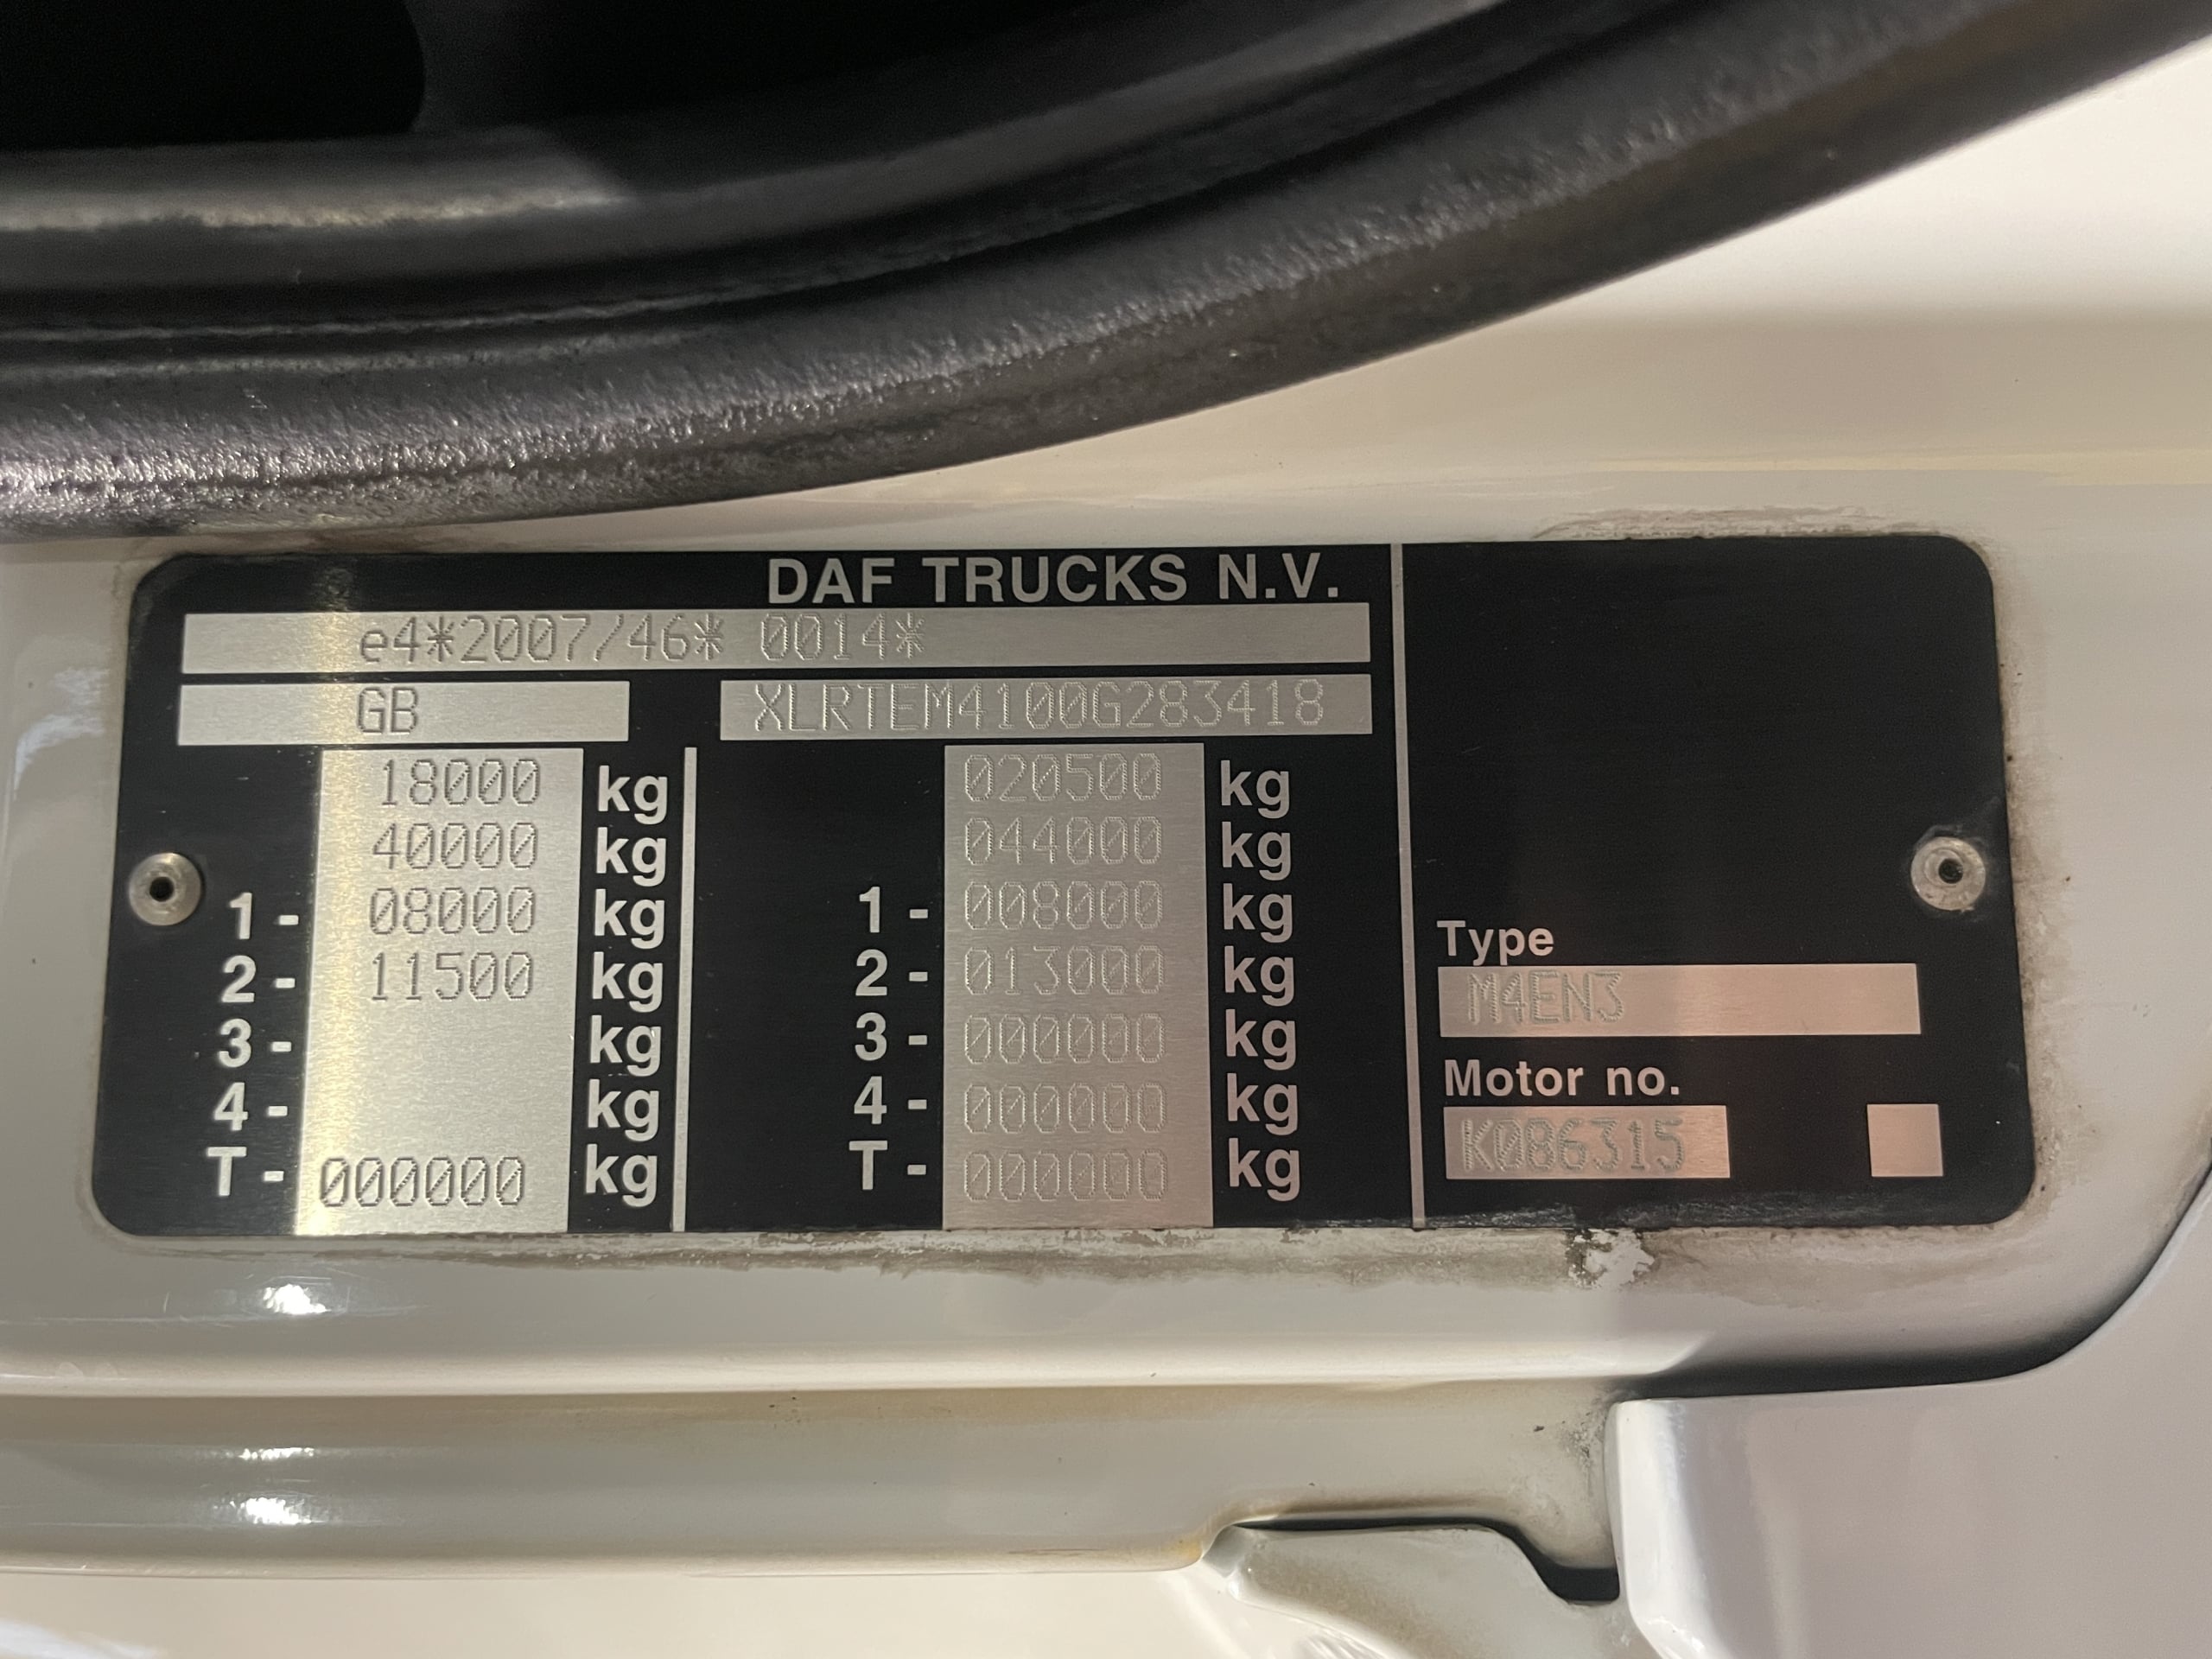 DAF TRUCKS N.V.
e4*2007/46* 0014*
GB XLRTEM4100G283418
18000 kg 020500 kg
40000 kg 044000 kg
1 - 08000 kg 1 - 008000 kg
2 - 11500 kg 2 - 013000 kg
3 - kg 3 - 000000 kg
4 - kg 4 - 000000 kg
T - 000000 kg T - 000000 kg
Type
M4EN3
Motor no.
K086315